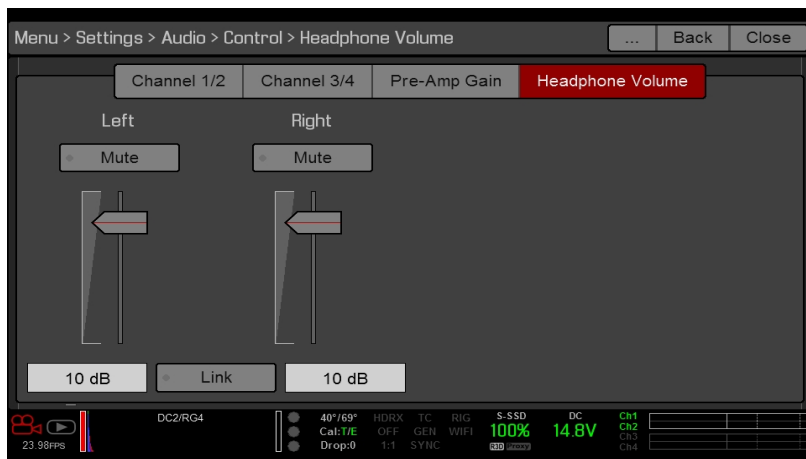 Menu > Settings > Audio > Control > Headphone Volume ... Back Close
Channel 1/2 Channel 3/4 Pre-Amp Gain Headphone Volume
Left Right
Mute Mute
10 dB Link 10 dB
DC2/RG4 40°/69° HDRX TC RIG S-SSD DC Ch1
Cal:T/E OFF GEN WIFI 100% 14.8V Ch2
23.98FPS Drop:0 1:1 SYNC R3D Proxy Ch3
Ch4